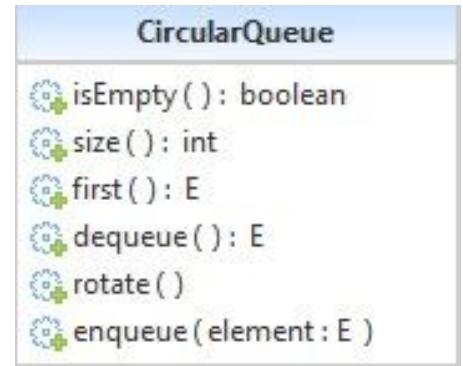 CircularQueue
isEmpty ( ) : boolean
size ( ) : int
first ( ) : E
dequeue ( ) : E
rotate ( )
enqueue ( element : E )